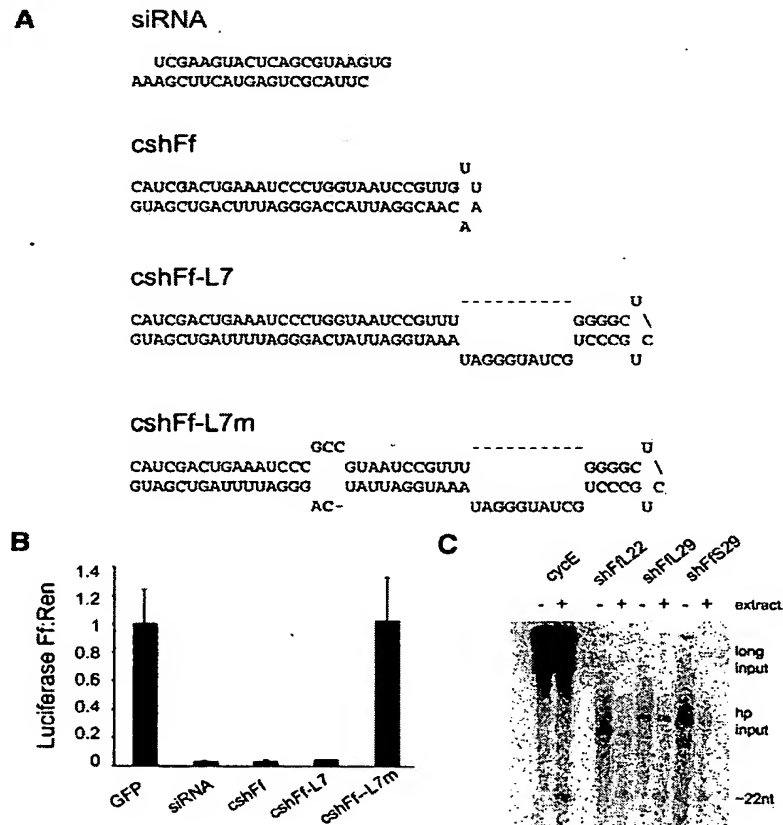 A
siRNA
UCGAAGUACUCAGCGUAAGUG
AAAGCUUCAUGAGUCGCAUUC
cshFf
U
CAUCGACUGAAAUCCCUGGUAAUCCGUUG U
GUAGCUGACUUUAGGGACCAUUAGGCAAC A
A
cshFf-L7
---------- U
CAUCGACUGAAAUCCCUGGUAAUCCGUUU GGGGC \
GUAGCUGAUUUUAGGGACUAUUAGGUAAA UCCCG C
UAGGGUAUCG U
cshFf-L7m
GCC ---------- U
CAUCGACUGAAAUCCC GUAAUCCGUUU GGGGC \
GUAGCUGAUUUUAGGG UAUUAGGUAAA UCCCG C
AC- UAGGGUAUCG U
B
Luciferase Ff:Ren
1.4
1.2
1
0.8
0.6
0.4
0.2
0
GFP
siRNA
cshFf
cshFf-L7
cshFf--L7m
C
cycE
shFfL22
shFfL29
shFfS29
- + - + - + - + extract
long
input
hp
input
~22nt